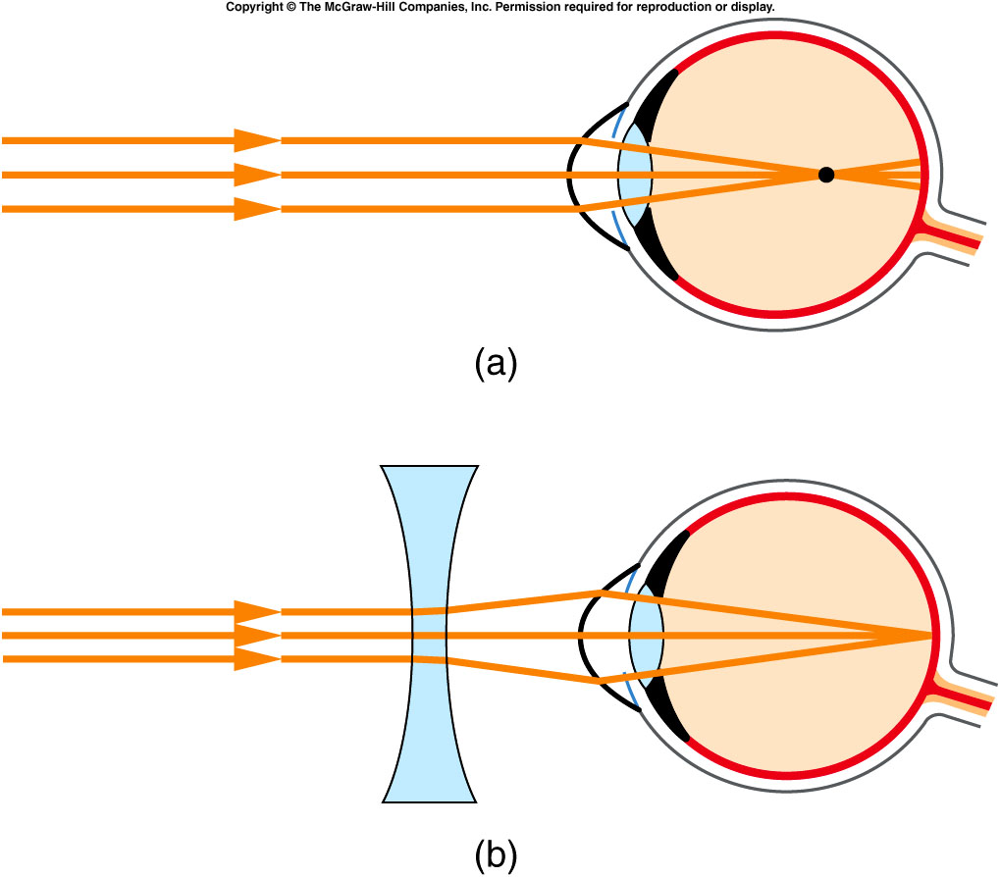 Copyright © The McGraw-Hill Companies, Inc. Permission required for reproduction or display.
(a)
(b)